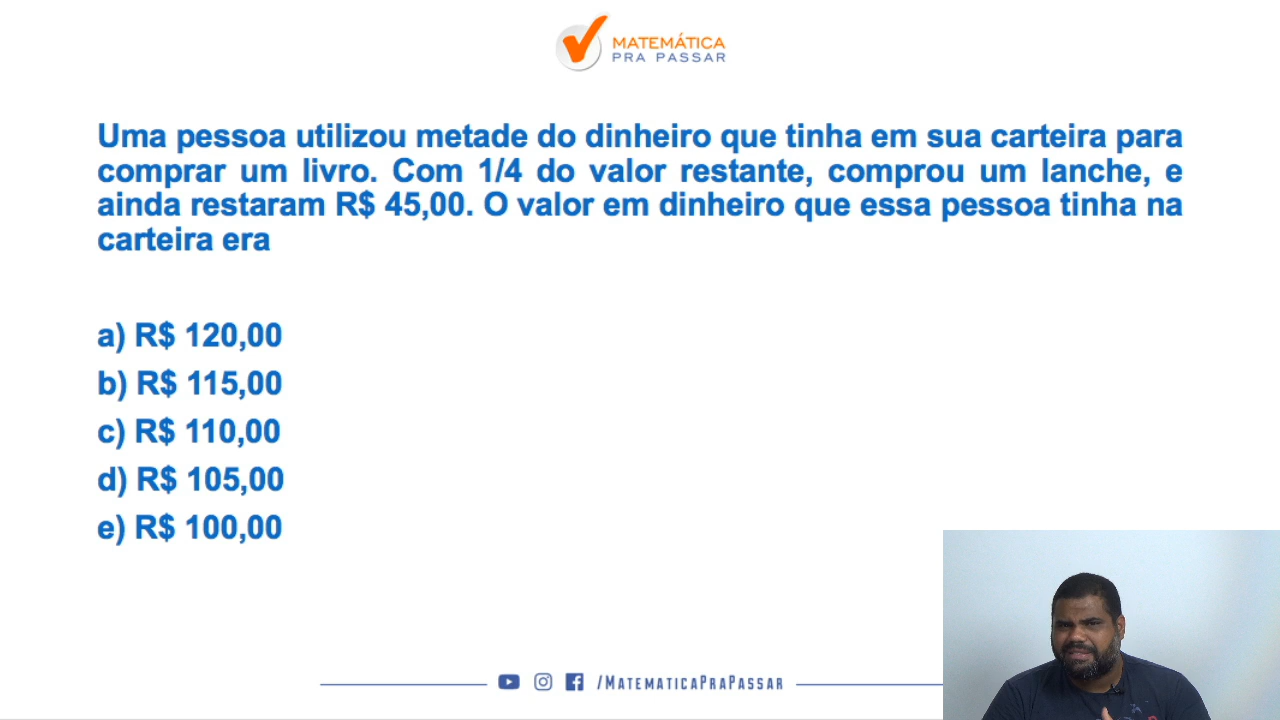 MATEMÁTICA
PRA PASSAR
Uma pessoa utilizou metade do dinheiro que tinha em sua carteira para
comprar um livro. Com 1/4 do valor restante, comprou um lanche, e
ainda restaram R$ 45,00. O valor em dinheiro que essa pessoa tinha na
carteira era
a) R$ 120,00
b) R$ 115,00
c) R$ 110,00
d) R$ 105,00
e) R$ 100,00
/MATEMATICAPRAPASSAR